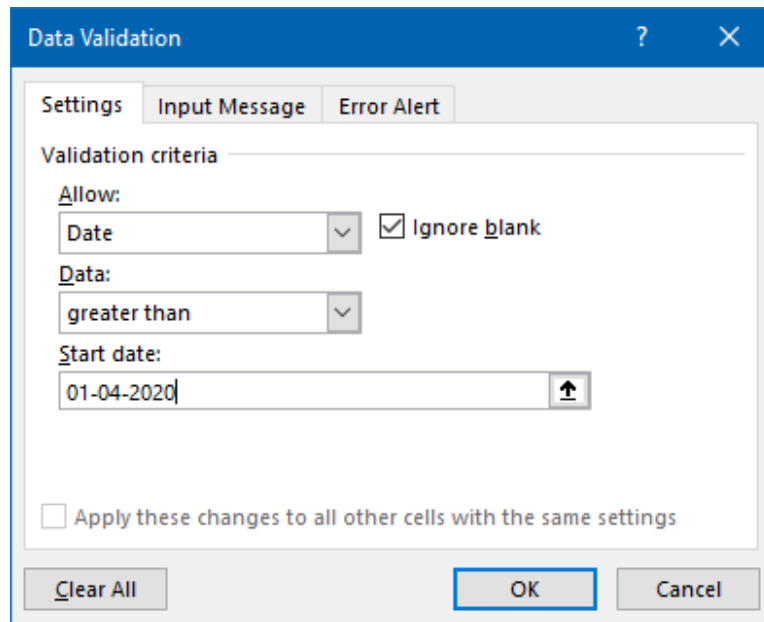 Data Validation ? ×
Settings Input Message Error Alert
Validation criteria
Allow:
Date Ignore blank
Data:
greater than
Start date:
01-04-2020
Apply these changes to all other cells with the same settings
Clear All OK Cancel